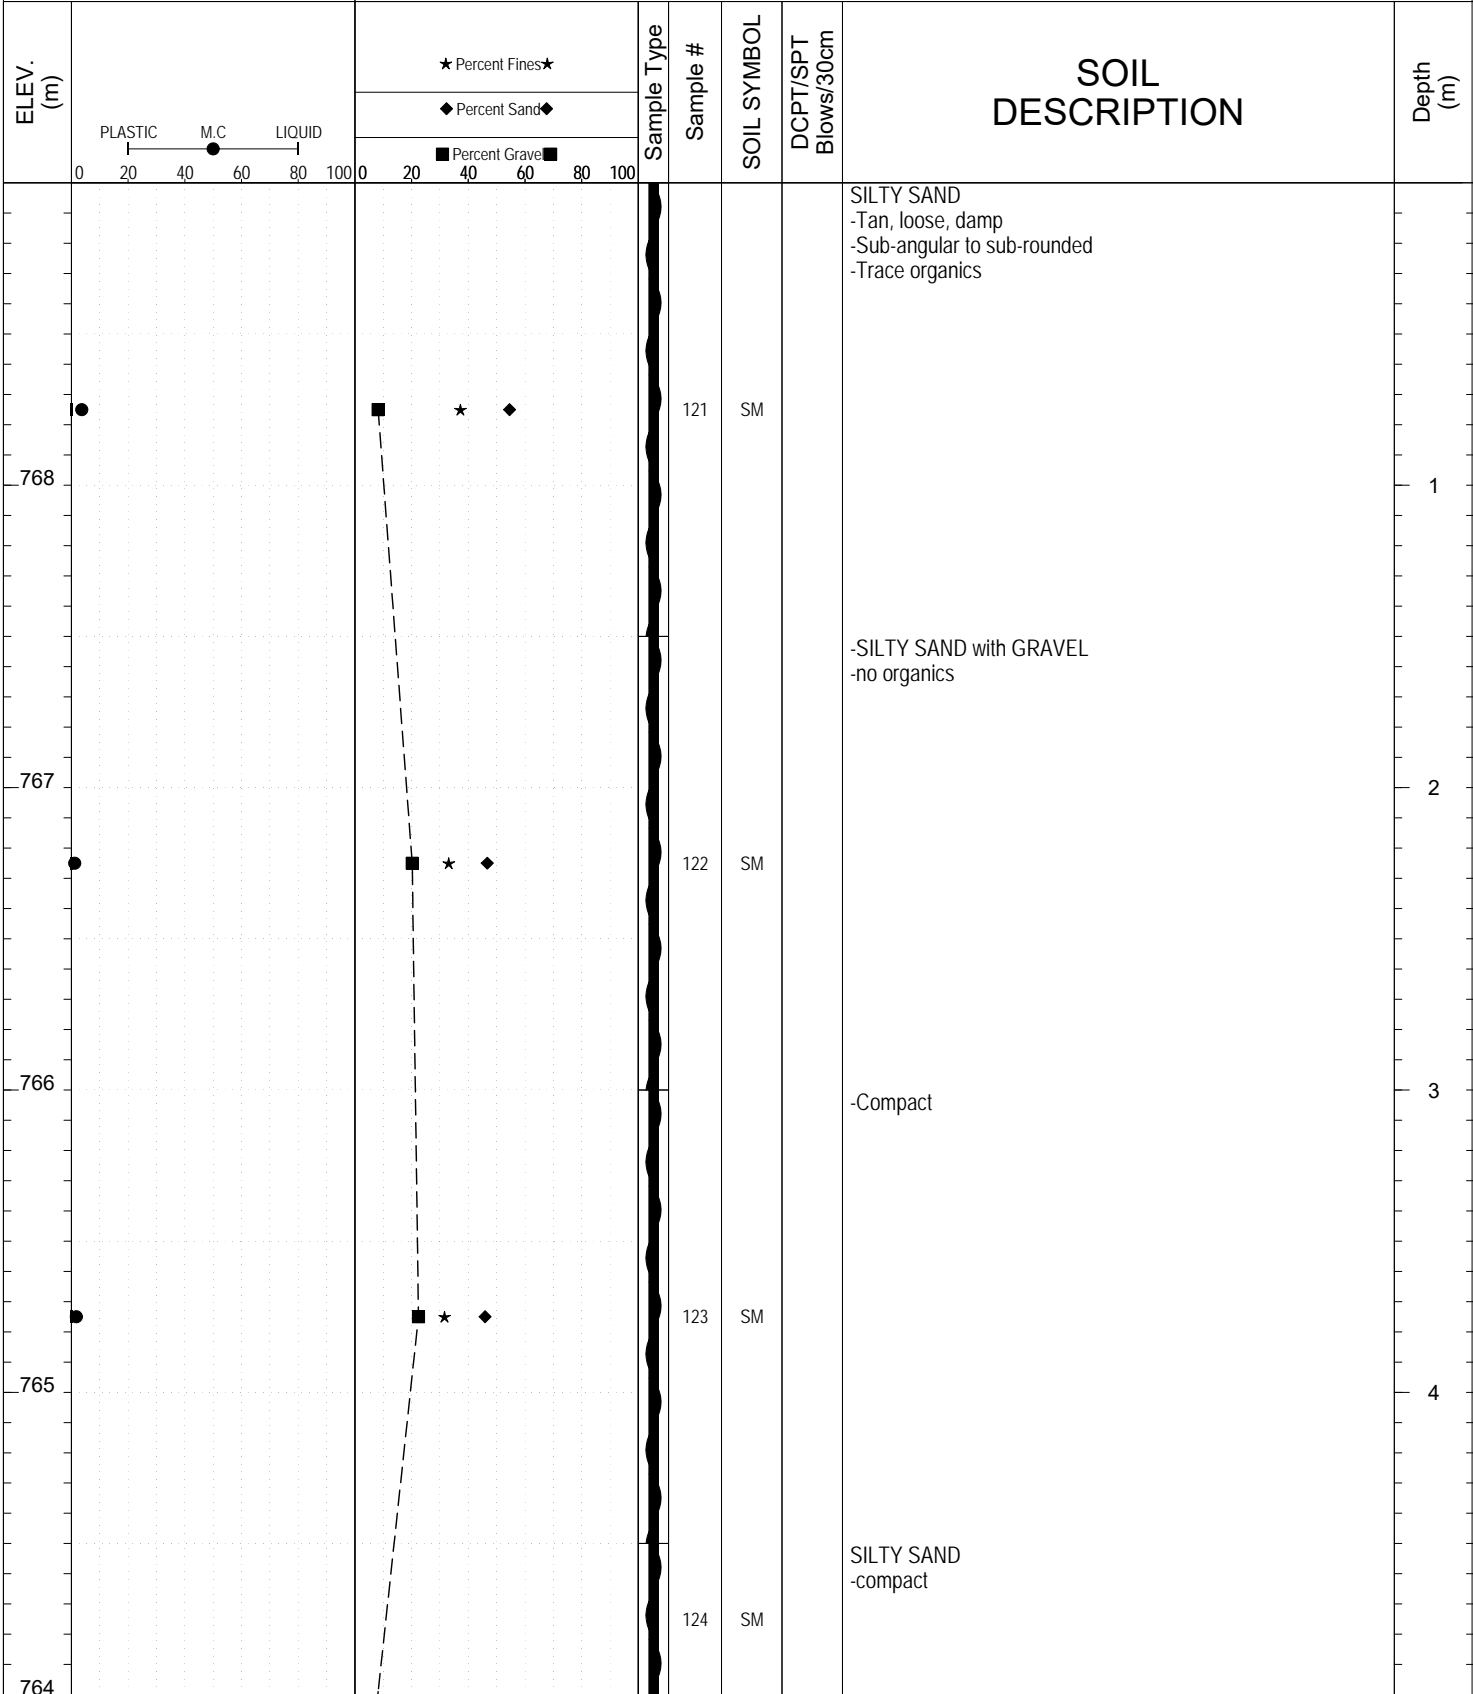 ELEV.
(m)
PLASTIC M.C LIQUID
0 20 40 60 80 100
★ Percent Fines ★
◆ Percent Sand ◆
■ Percent Gravel ■
0 20 40 60 80 100
Sample Type
Sample #
SOIL SYMBOL
DCPT/SPT
Blows/30cm
SOIL
DESCRIPTION
Depth
(m)
SILTY SAND
-Tan, loose, damp
-Sub-angular to sub-rounded
-Trace organics
121 SM
768 1
-SILTY SAND with GRAVEL
-no organics
767 2
122 SM
766 3
-Compact
123 SM
765 4
SILTY SAND
-compact
124 SM
764